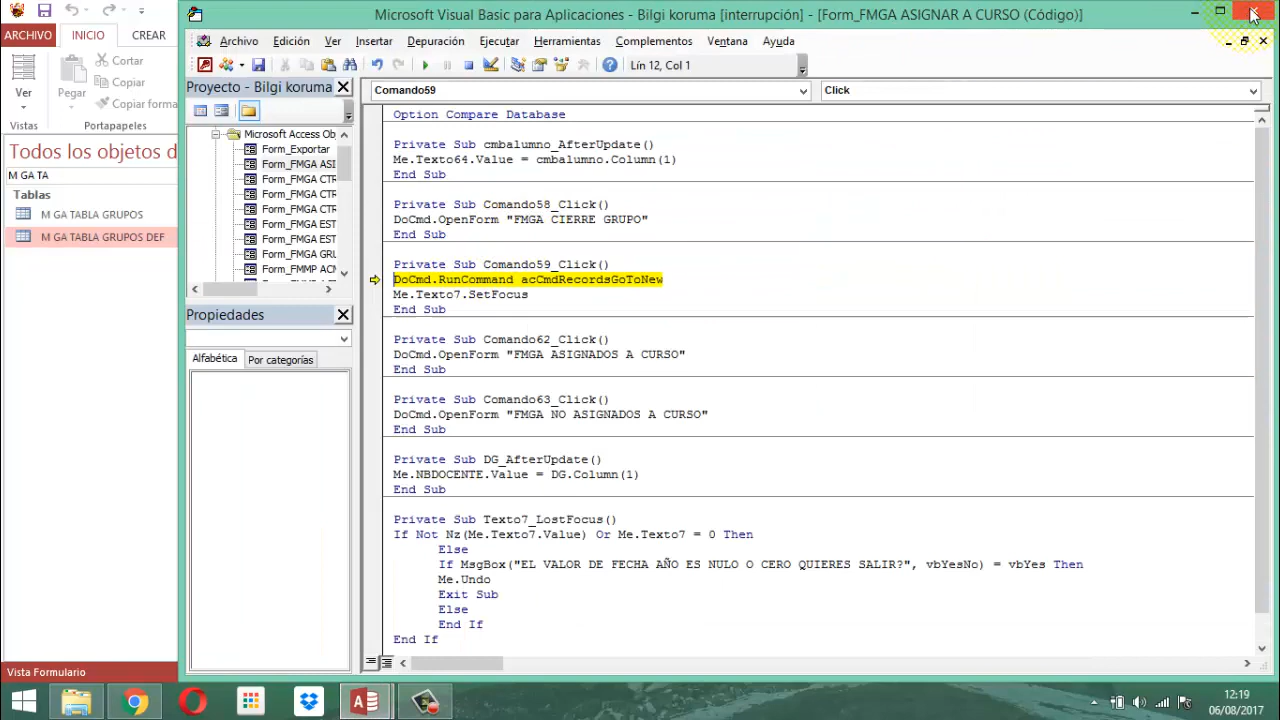 Microsoft Visual Basic para Aplicaciones - Bilgi koruma [interrupción] - [Form_FMGA ASIGNAR A CURSO (Código)]
ARCHIVO INICIO CREAR
Archivo Edición Ver Insertar Depuración Ejecutar Herramientas Complementos Ventana Ayuda
Cortar
Copiar
Copiar forma
Ver Pegar
Vistas Portapapeles
Lín 12, Col 1
Proyecto - Bilgi koruma
Microsoft Access Obj
Form_Exportar
Form_FMGA ASI
Form_FMGA CTR
Form_FMGA CTR
Form_FMGA CTR
Form_FMGA EST
Form_FMGA EST
Form_FMGA GRU
Form_FMMP ACM
Todos los objetos d
M GA TA
Tablas
M GA TABLA GRUPOS
M GA TABLA GRUPOS DEF
Propiedades
Alfabética Por categorías
Comando59 Click
Option Compare Database
Private Sub cmbalumno_AfterUpdate()
Me.Texto64.Value = cmbalumno.Column(1)
End Sub
Private Sub Comando58_Click()
DoCmd.OpenForm "FMGA CIERRE GRUPO"
End Sub
Private Sub Comando59_Click()
DoCmd.RunCommand acCmdRecordsGoToNew
Me.Texto7.SetFocus
End Sub
Private Sub Comando62_Click()
DoCmd.OpenForm "FMGA ASIGNADOS A CURSO"
End Sub
Private Sub Comando63_Click()
DoCmd.OpenForm "FMGA NO ASIGNADOS A CURSO"
End Sub
Private Sub DG_AfterUpdate()
Me.NBDOCENTE.Value = DG.Column(1)
End Sub
Private Sub Texto7_LostFocus()
If Not Nz(Me.Texto7.Value) Or Me.Texto7 = 0 Then
Else
If MsgBox("EL VALOR DE FECHA AÑO ES NULO O CERO QUIERES SALIR?", vbYesNo) = vbYes Then
Me.Undo
Exit Sub
Else
End If
End If
Vista Formulario
12:19
06/08/2017